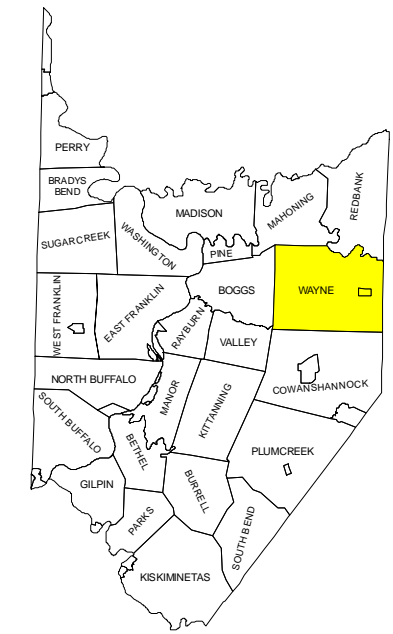 PERRY
BRADYS
BEND
MADISON
MAHONING
REDBANK
SUGARCREEK
WASHINGTON
PINE
BOGGS
WAYNE
WEST FRANKLIN
EAST FRANKLIN
RAYBURN
VALLEY
NORTH BUFFALO
MANOR
KITTANNING
COWANSHANNOCK
SOUTH BUFFALO
BETHEL
PLUMCREEK
GILPIN
BURRELL
PARKS
SOUTH BEND
KISKIMINETAS